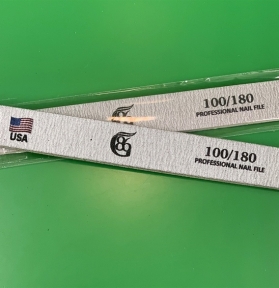 100/180
PROFESSIONAL NAIL FILE
USA
G
100/180
PROFESSIONAL NAIL FILE